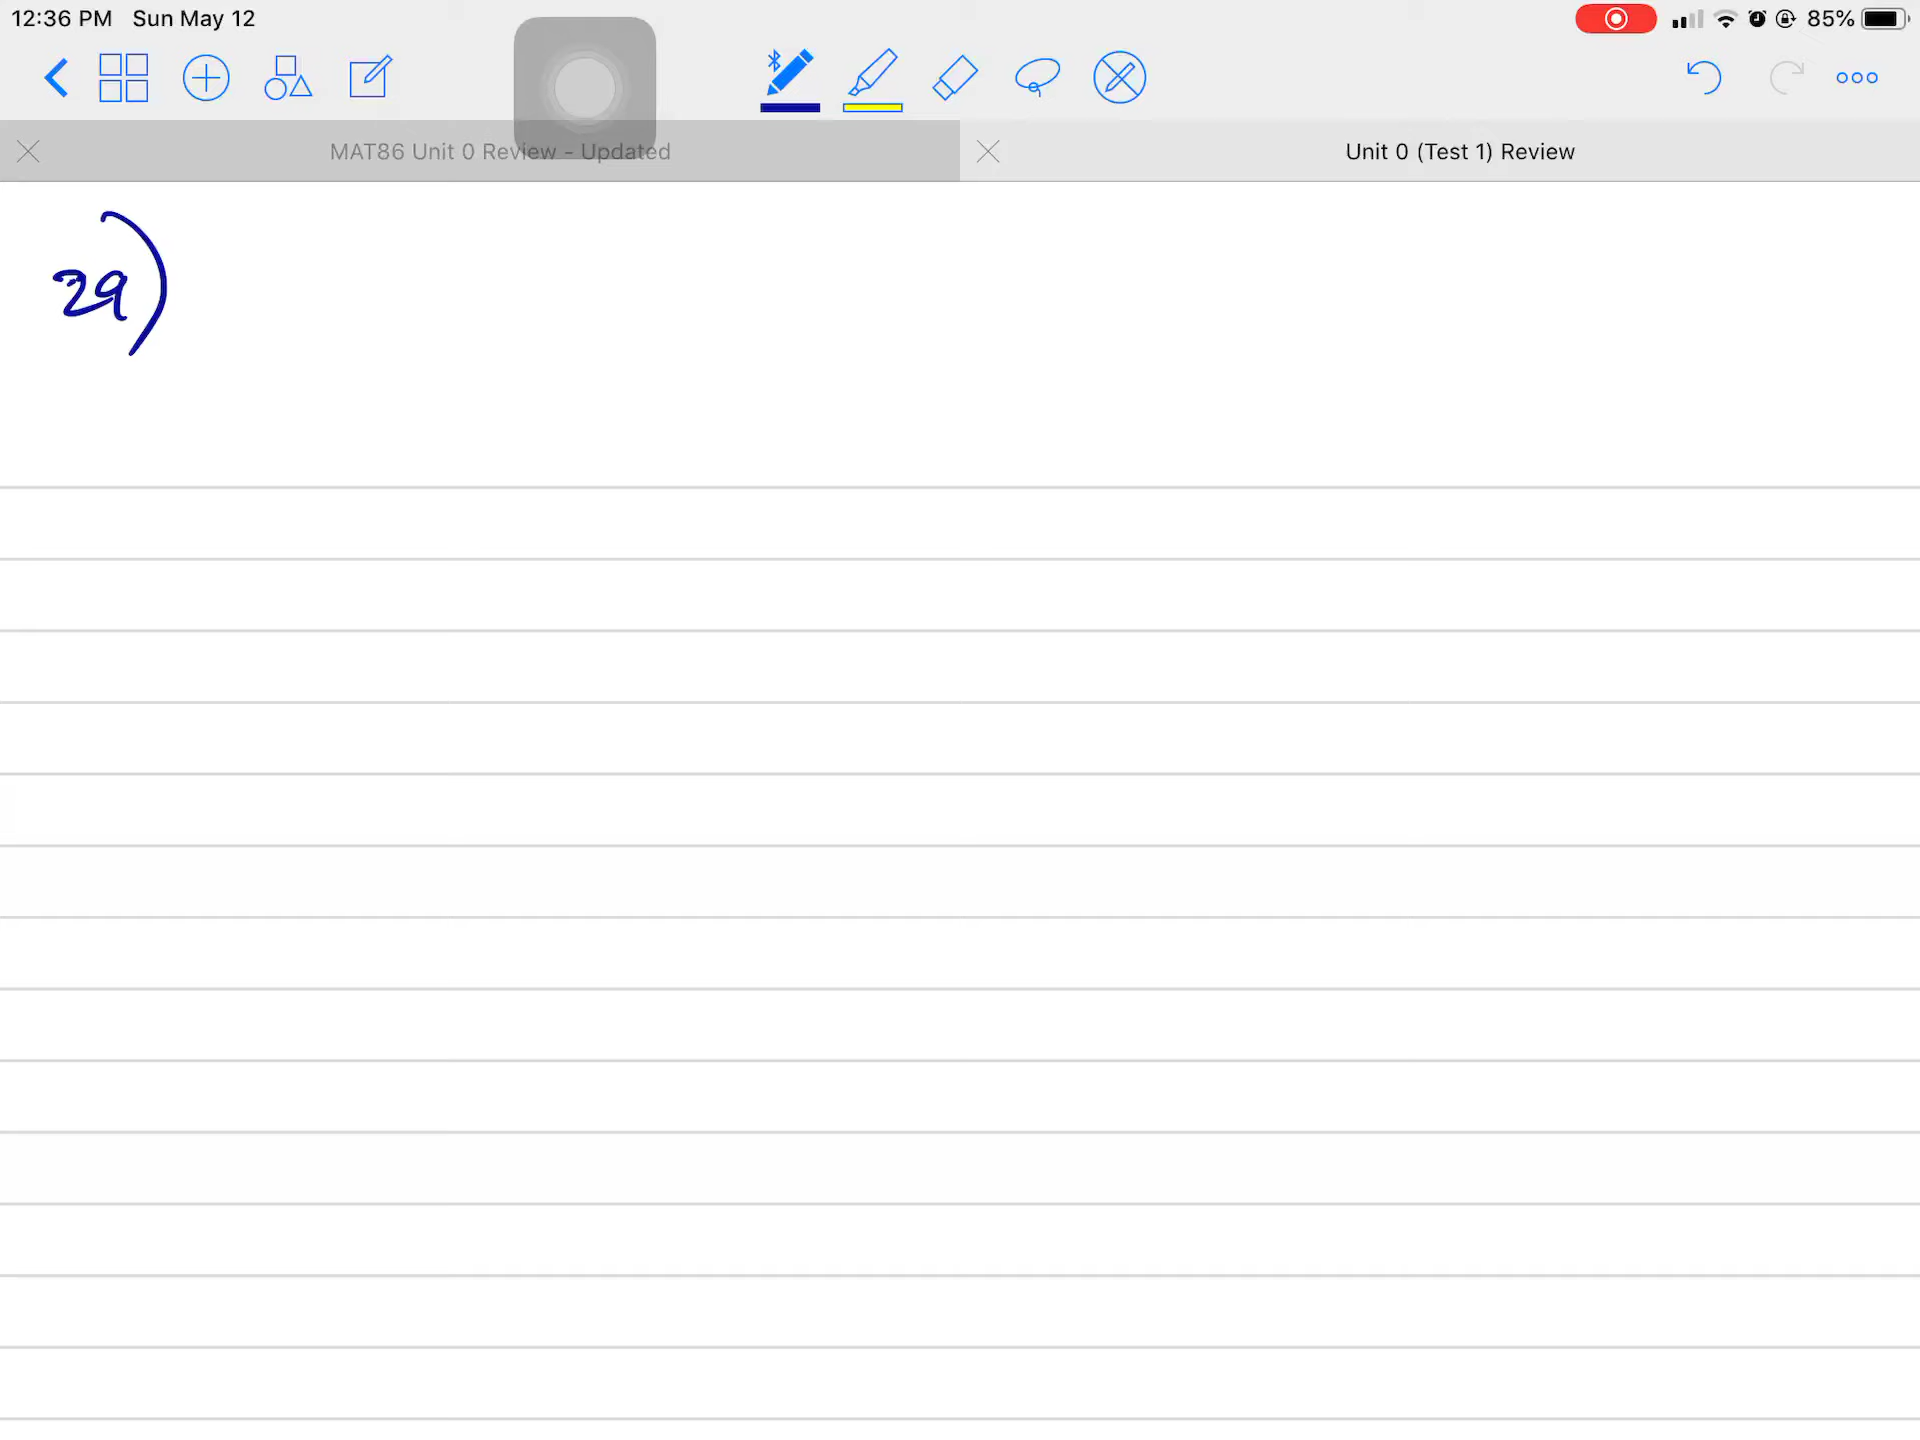 12:36 PM Sun May 12 85%
MAT86 Unit 0 Review - Updated
Unit 0 (Test 1) Review
29)